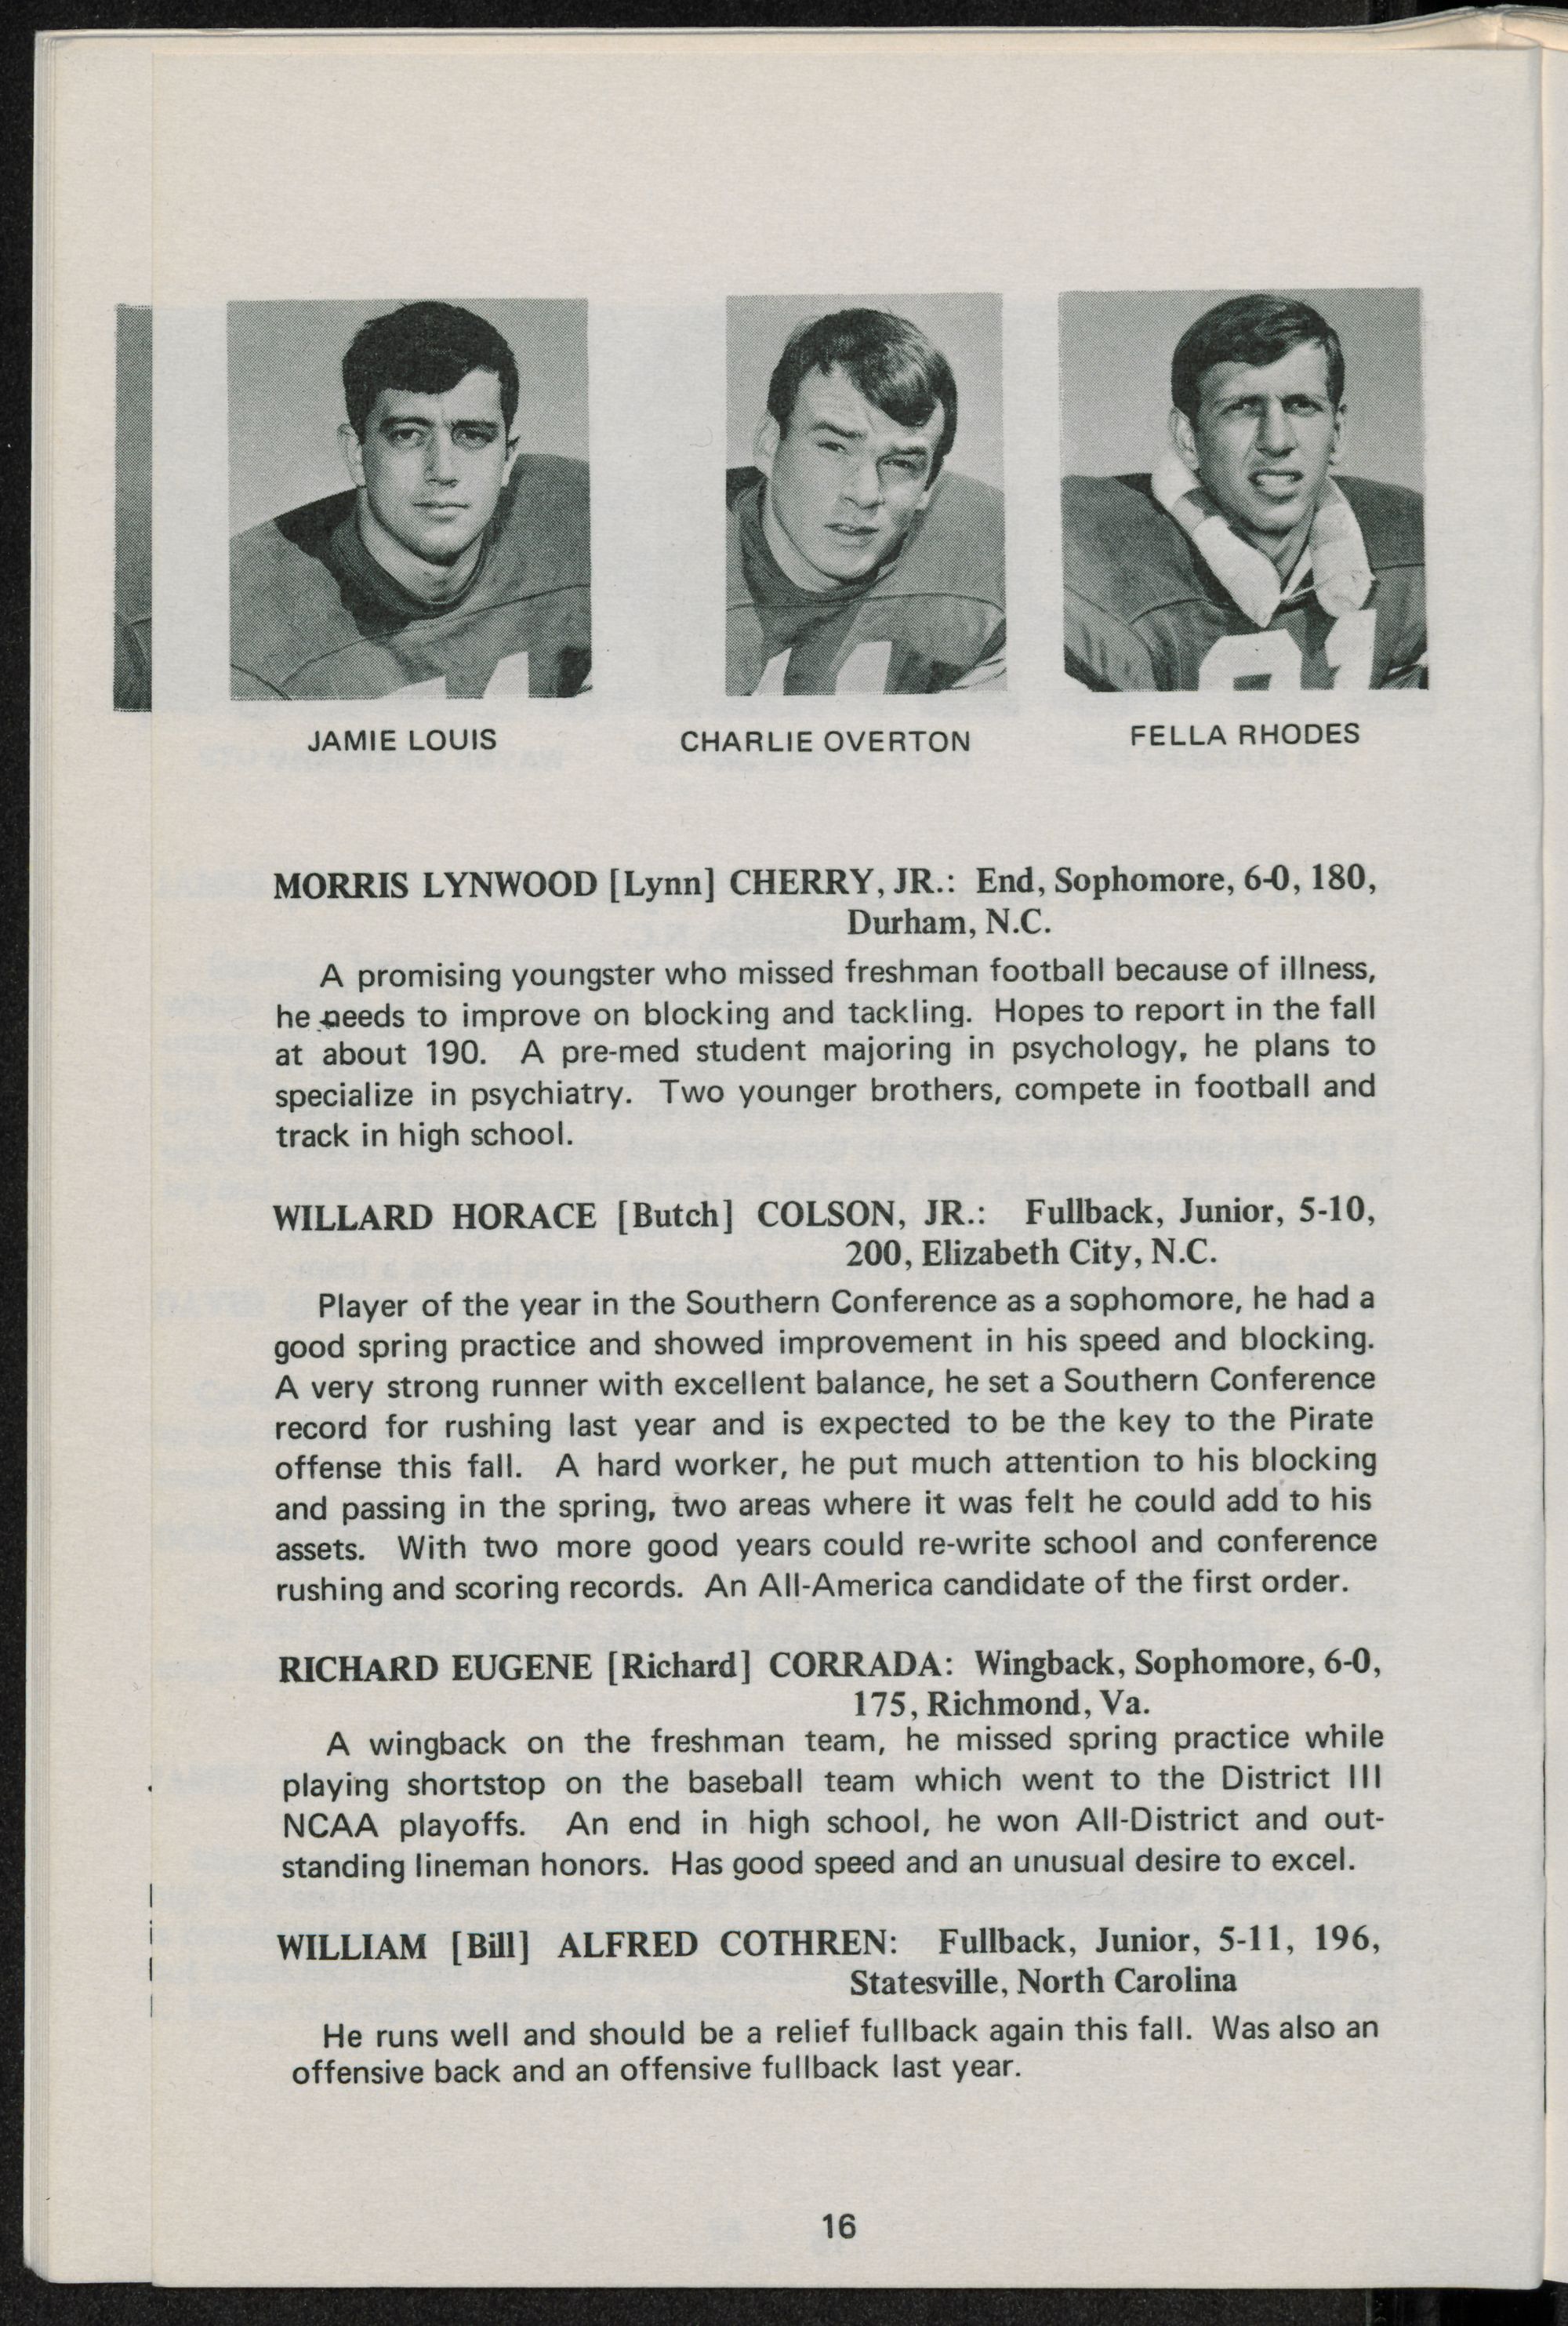 JAMIE LOUIS
CHARLIE OVERTON
FELLA RHODES
MORRIS LYNWOOD [Lynn] CHERRY, JR.: End, Sophomore, 6-0, 180,
Durham, N.C.
A promising youngster who missed freshman football because of illness,
he needs to improve on blocking and tackling. Hopes to report in the fall
at about 190. A pre-med student majoring in psychology, he plans to
specialize in psychiatry. Two younger brothers, compete in football and
track in high school.
WILLARD HORACE [Butch] COLSON, JR.: Fullback, Junior, 5-10,
200, Elizabeth City, N.C.
Player of the year in the Southern Conference as a sophomore, he had a
good spring practice and showed improvement in his speed and blocking.
A very strong runner with excellent balance, he set a Southern Conference
record for rushing last year and is expected to be the key to the Pirate
offense this fall. A hard worker, he put much attention to his blocking
and passing in the spring, two areas where it was felt he could add to his
assets. With two more good years could re-write school and conference
rushing and scoring records. An All-America candidate of the first order.
RICHARD EUGENE [Richard] CORRADA: Wingback, Sophomore, 6-0,
175, Richmond, Va.
A wingback on the freshman team, he missed spring practice while
playing shortstop on the baseball team which went to the District III
NCAA playoffs. An end in high school, he won All-District and out-
standing lineman honors. Has good speed and an unusual desire to excel.
WILLIAM [Bill] ALFRED COTHREN: Fullback, Junior, 5-11, 196,
Statesville, North Carolina
He runs well and should be a relief fullback again this fall. Was also an
offensive back and an offensive fullback last year.
16